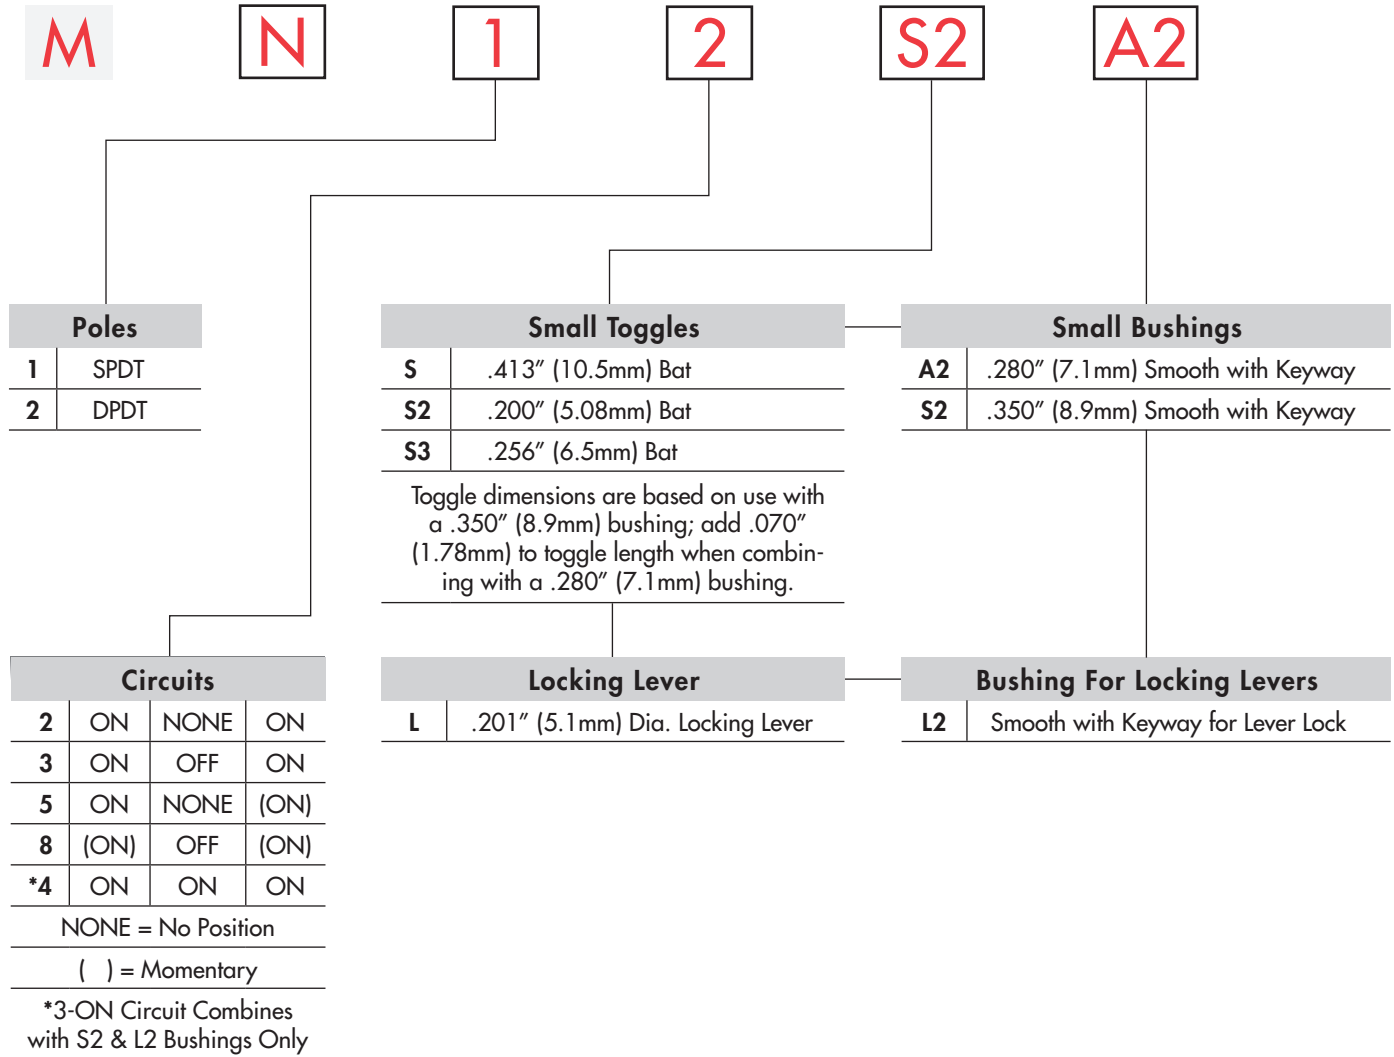 M N 1 2 S2 A2
Poles
1 SPDT
2 DPDT
Small Toggles
S .413″ (10.5mm) Bat
S2 .200″ (5.08mm) Bat
S3 .256″ (6.5mm) Bat
Toggle dimensions are based on use with
a .350″ (8.9mm) bushing; add .070″
(1.78mm) to toggle length when combin-
ing with a .280″ (7.1mm) bushing.
Small Bushings
A2 .280″ (7.1mm) Smooth with Keyway
S2 .350″ (8.9mm) Smooth with Keyway
Circuits
2 ON NONE ON
3 ON OFF ON
5 ON NONE (ON)
8 (ON) OFF (ON)
*4 ON ON ON
NONE = No Position
( ) = Momentary
*3-ON Circuit Combines
with S2 & L2 Bushings Only
Locking Lever
L .201″ (5.1mm) Dia. Locking Lever
Bushing For Locking Levers
L2 Smooth with Keyway for Lever Lock